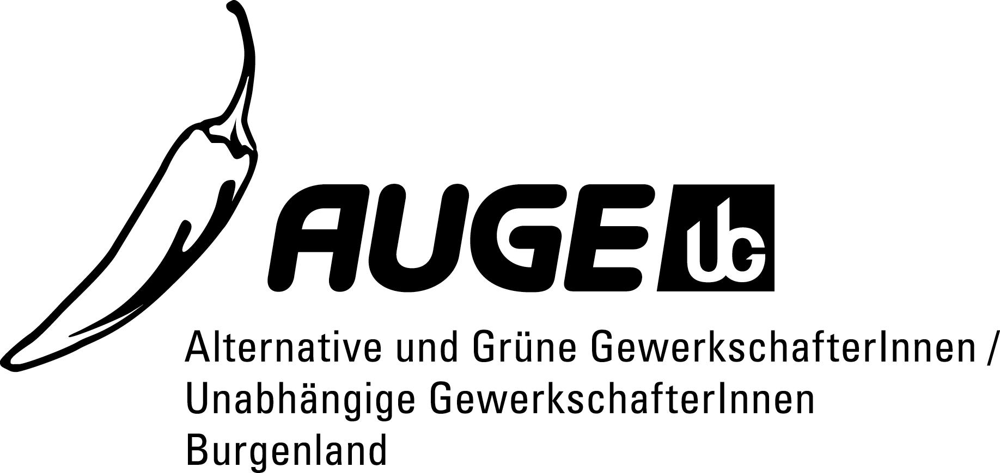 AUGE UG
Alternative und Grüne GewerkschafterInnen /
Unabhängige GewerkschafterInnen
Burgenland